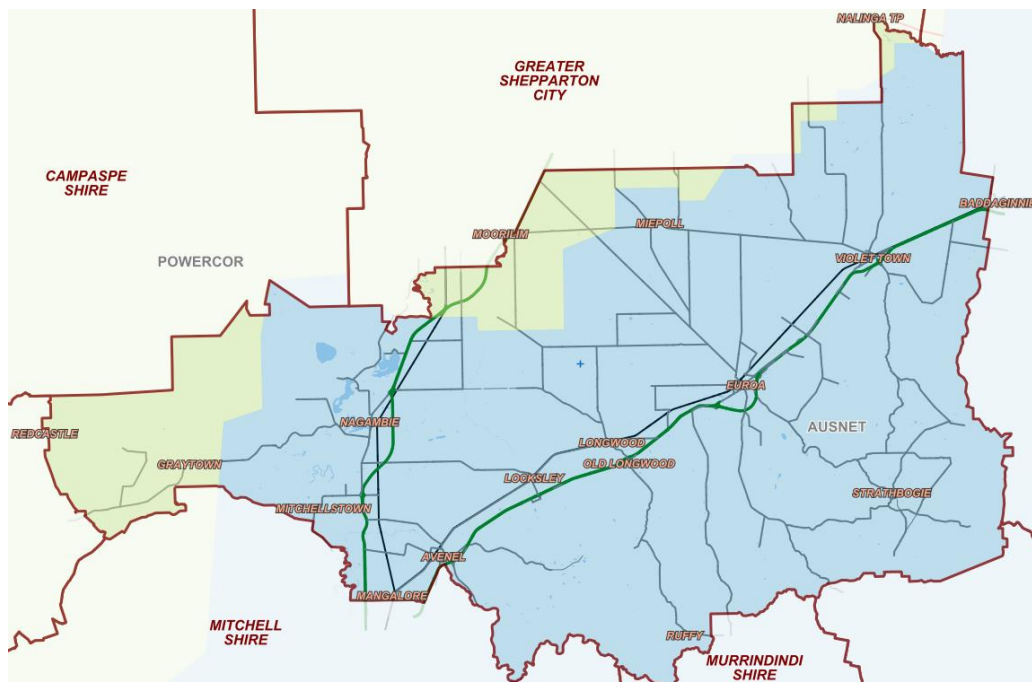 NALINGA TP
GREATER
SHEPPARTON
CITY
CAMPASPE
SHIRE
BADDAGINNIE
MOORILIM
MIEPOLL
POWERCOR
VIOLET TOWN
EUROA
NAGAMBIE
AUSNET
REDCASTLE
LONGWOOD
GRAYTOWN
OLD LONGWOOD
LOCKSLEY
STRATHBOGIE
MITCHELLSTOWN
AVENEL
MANGALORE
MITCHELL
SHIRE
RUFFY
MURRINDINDI
SHIRE